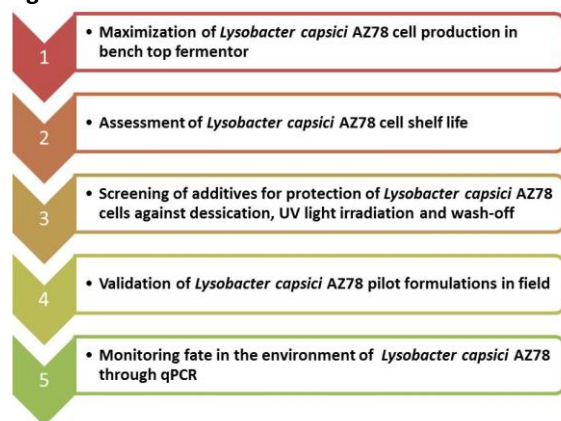 1
• Maximization of Lysobacter capsici AZ78 cell production in
bench top fermentor
2
• Assessment of Lysobacter capsici AZ78 cell shelf life
3
• Screening of additives for protection of Lysobacter capsici AZ78
cells against dessication, UV light irradiation and wash-off
4
• Validation of Lysobacter capsici AZ78 pilot formulations in field
5
• Monitoring fate in the environment of Lysobacter capsici AZ78
through qPCR